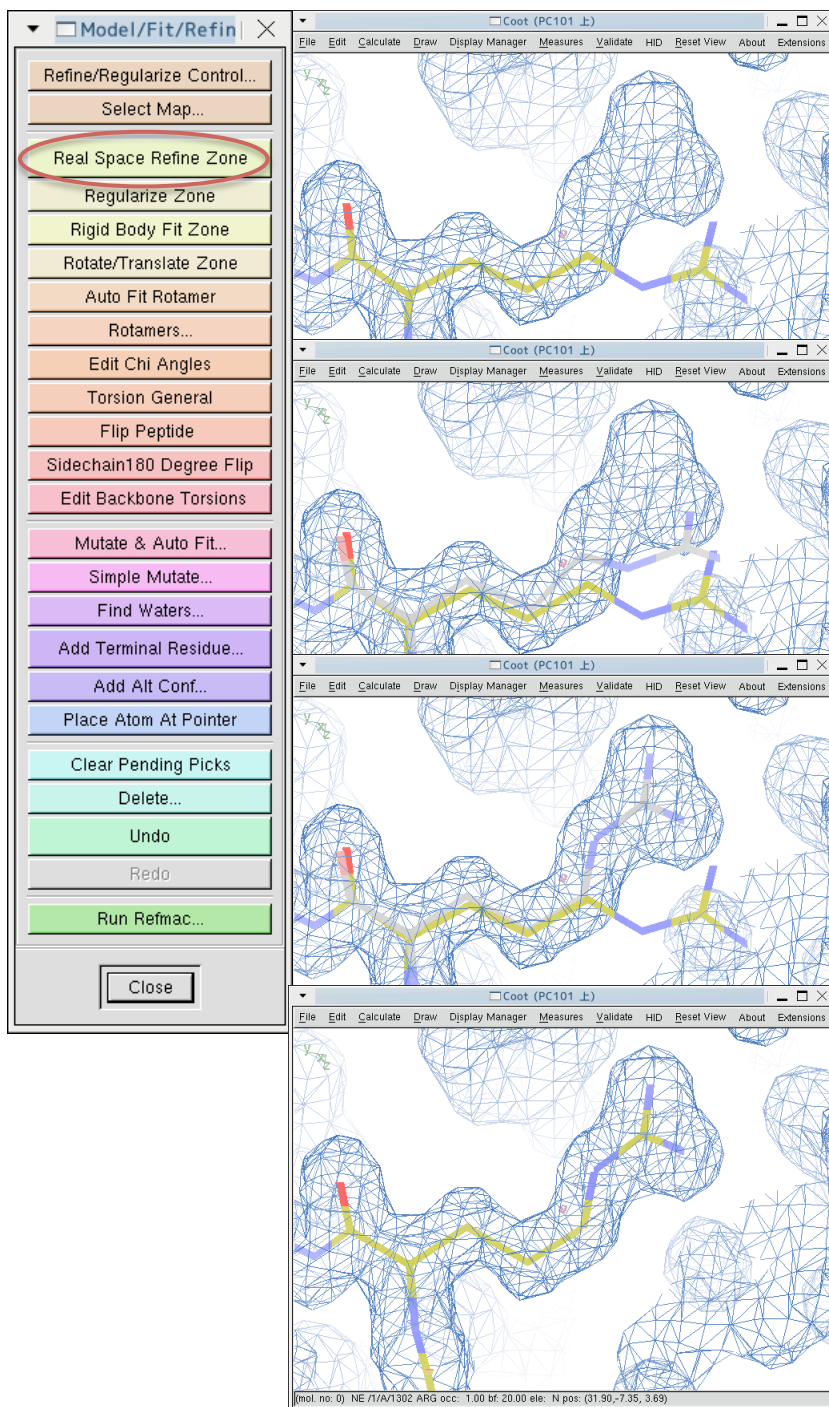 Model/Fit/Refin
Refine/Regularize Control...
Select Map...
Real Space Refine Zone
Regularize Zone
Rigid Body Fit Zone
Rotate/Translate Zone
Auto Fit Rotamer
Rotamers...
Edit Chi Angles
Torsion General
Flip Peptide
Sidechain180 Degree Flip
Edit Backbone Torsions
Mutate & Auto Fit...
Simple Mutate...
Find Waters...
Add Terminal Residue...
Add Alt Conf...
Place Atom At Pointer
Clear Pending Picks
Delete...
Undo
Redo
Run Refmac...
Close
Coot (PC101 上)
File Edit Calculate Draw Display Manager Measures Validate HID Reset View About Extensions
Coot (PC101 上)
File Edit Calculate Draw Display Manager Measures Validate HID Reset View About Extensions
Coot (PC101 上)
File Edit Calculate Draw Display Manager Measures Validate HID Reset View About Extensions
Coot (PC101 上)
File Edit Calculate Draw Display Manager Measures Validate HID Reset View About Extensions
(mol. no: 0) NE /1/A/1302 ARG occ: 1.00 bf: 20.00 ele: N pos: (31.90,-7.35, 3.69)